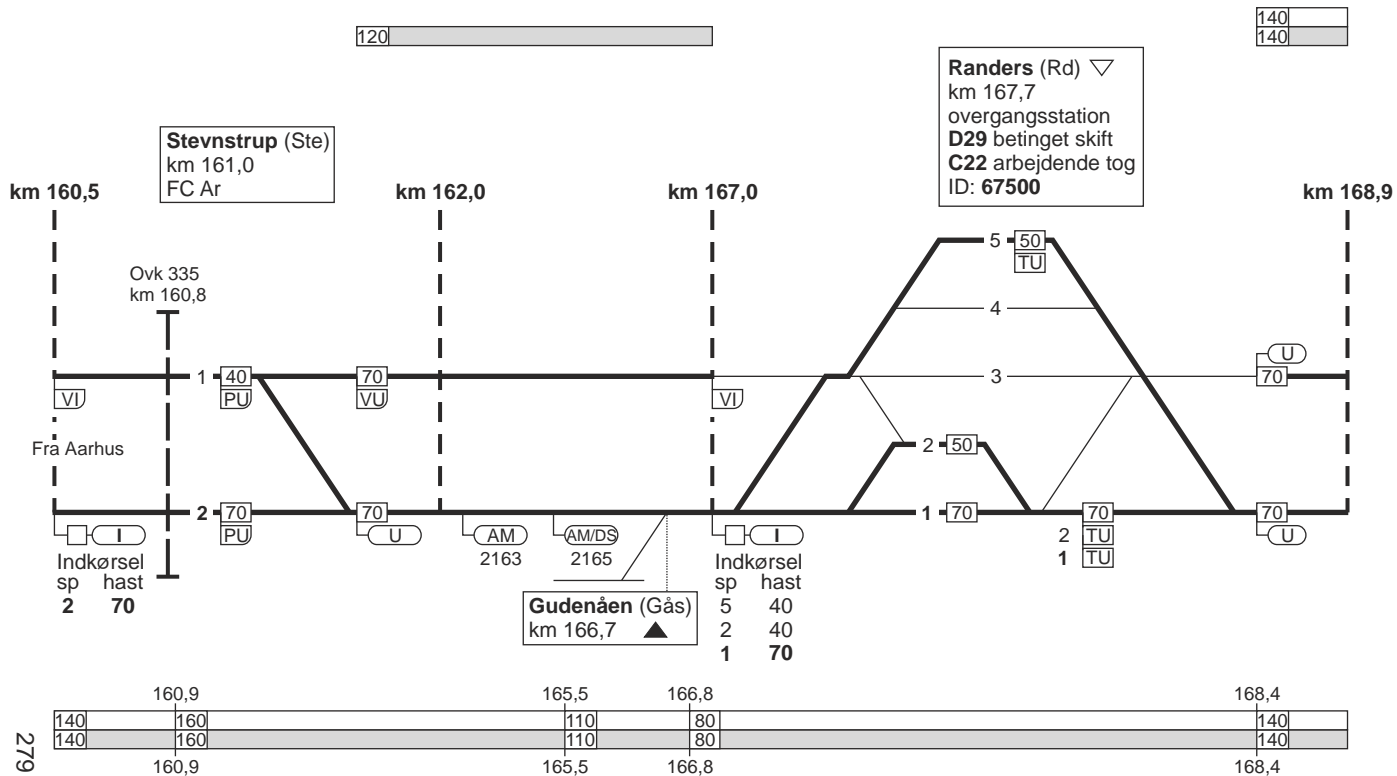 120
140
140
Randers (Rd)
km 167,7
overgangsstation
D29 betinget skift
C22 arbejdende tog
ID: 67500
Stevnstrup (Ste)
km 161,0
FC Ar
km 160,5
km 162,0
km 167,0
km 168,9
Ovk 335
km 160,8
5 50
TU
4
1 40
PU
70
VU
3
U
70
VI
VI
Fra Aarhus
2 50
2 70
PU
70
U
1 70
70
2 TU
1 TU
70
U
I
AM
2163
AM/DS
2165
I
Indkørsel
sp hast
2 70
Indkørsel
sp hast
5 40
2 40
1 70
Gudenåen (Gås)
km 166,7
160,9 165,5 166,8 168,4
140 160 110 80 140
140 160 110 80 140
160,9 165,5 166,8 168,4
279